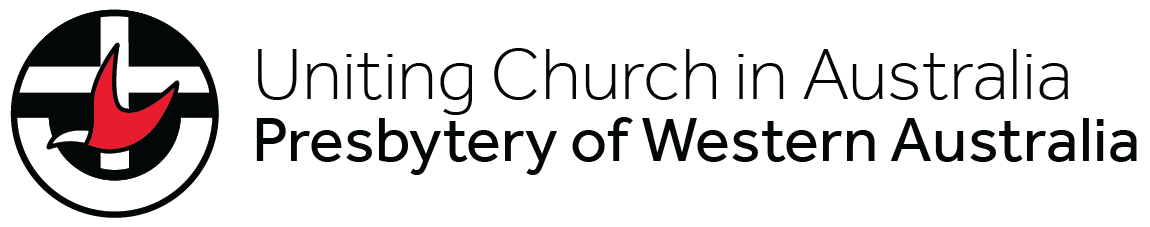 Uniting Church in Australia
Presbytery of Western Australia